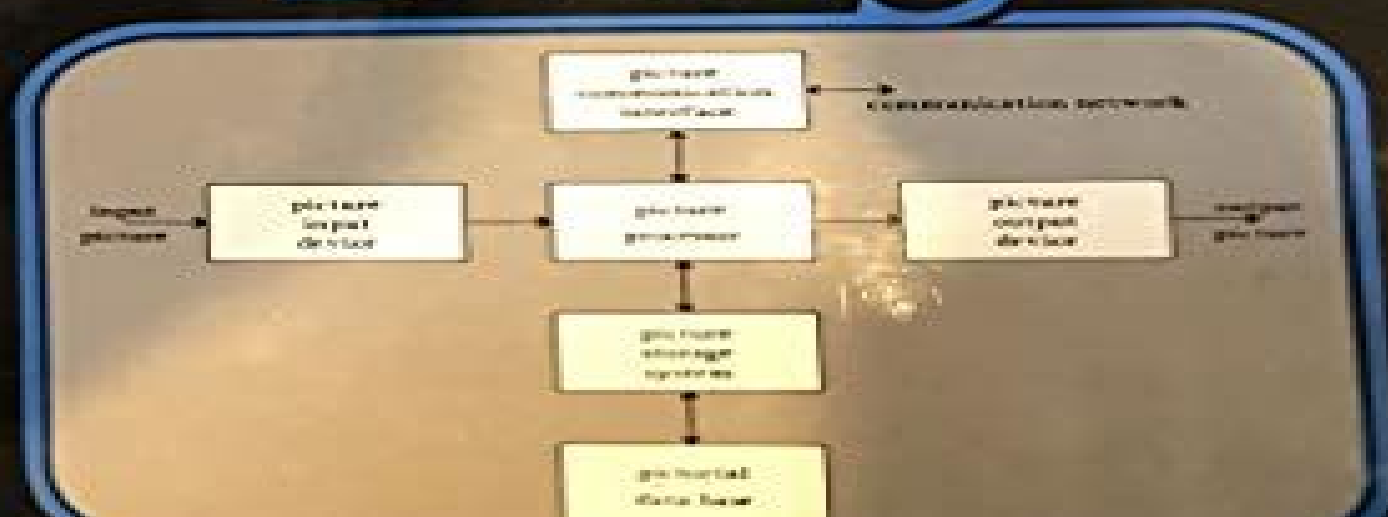 picture
communication
interface
communication network
input
picture
picture
input
device
picture
processor
picture
output
device
output
picture
picture
storage
system
pictorial
data base